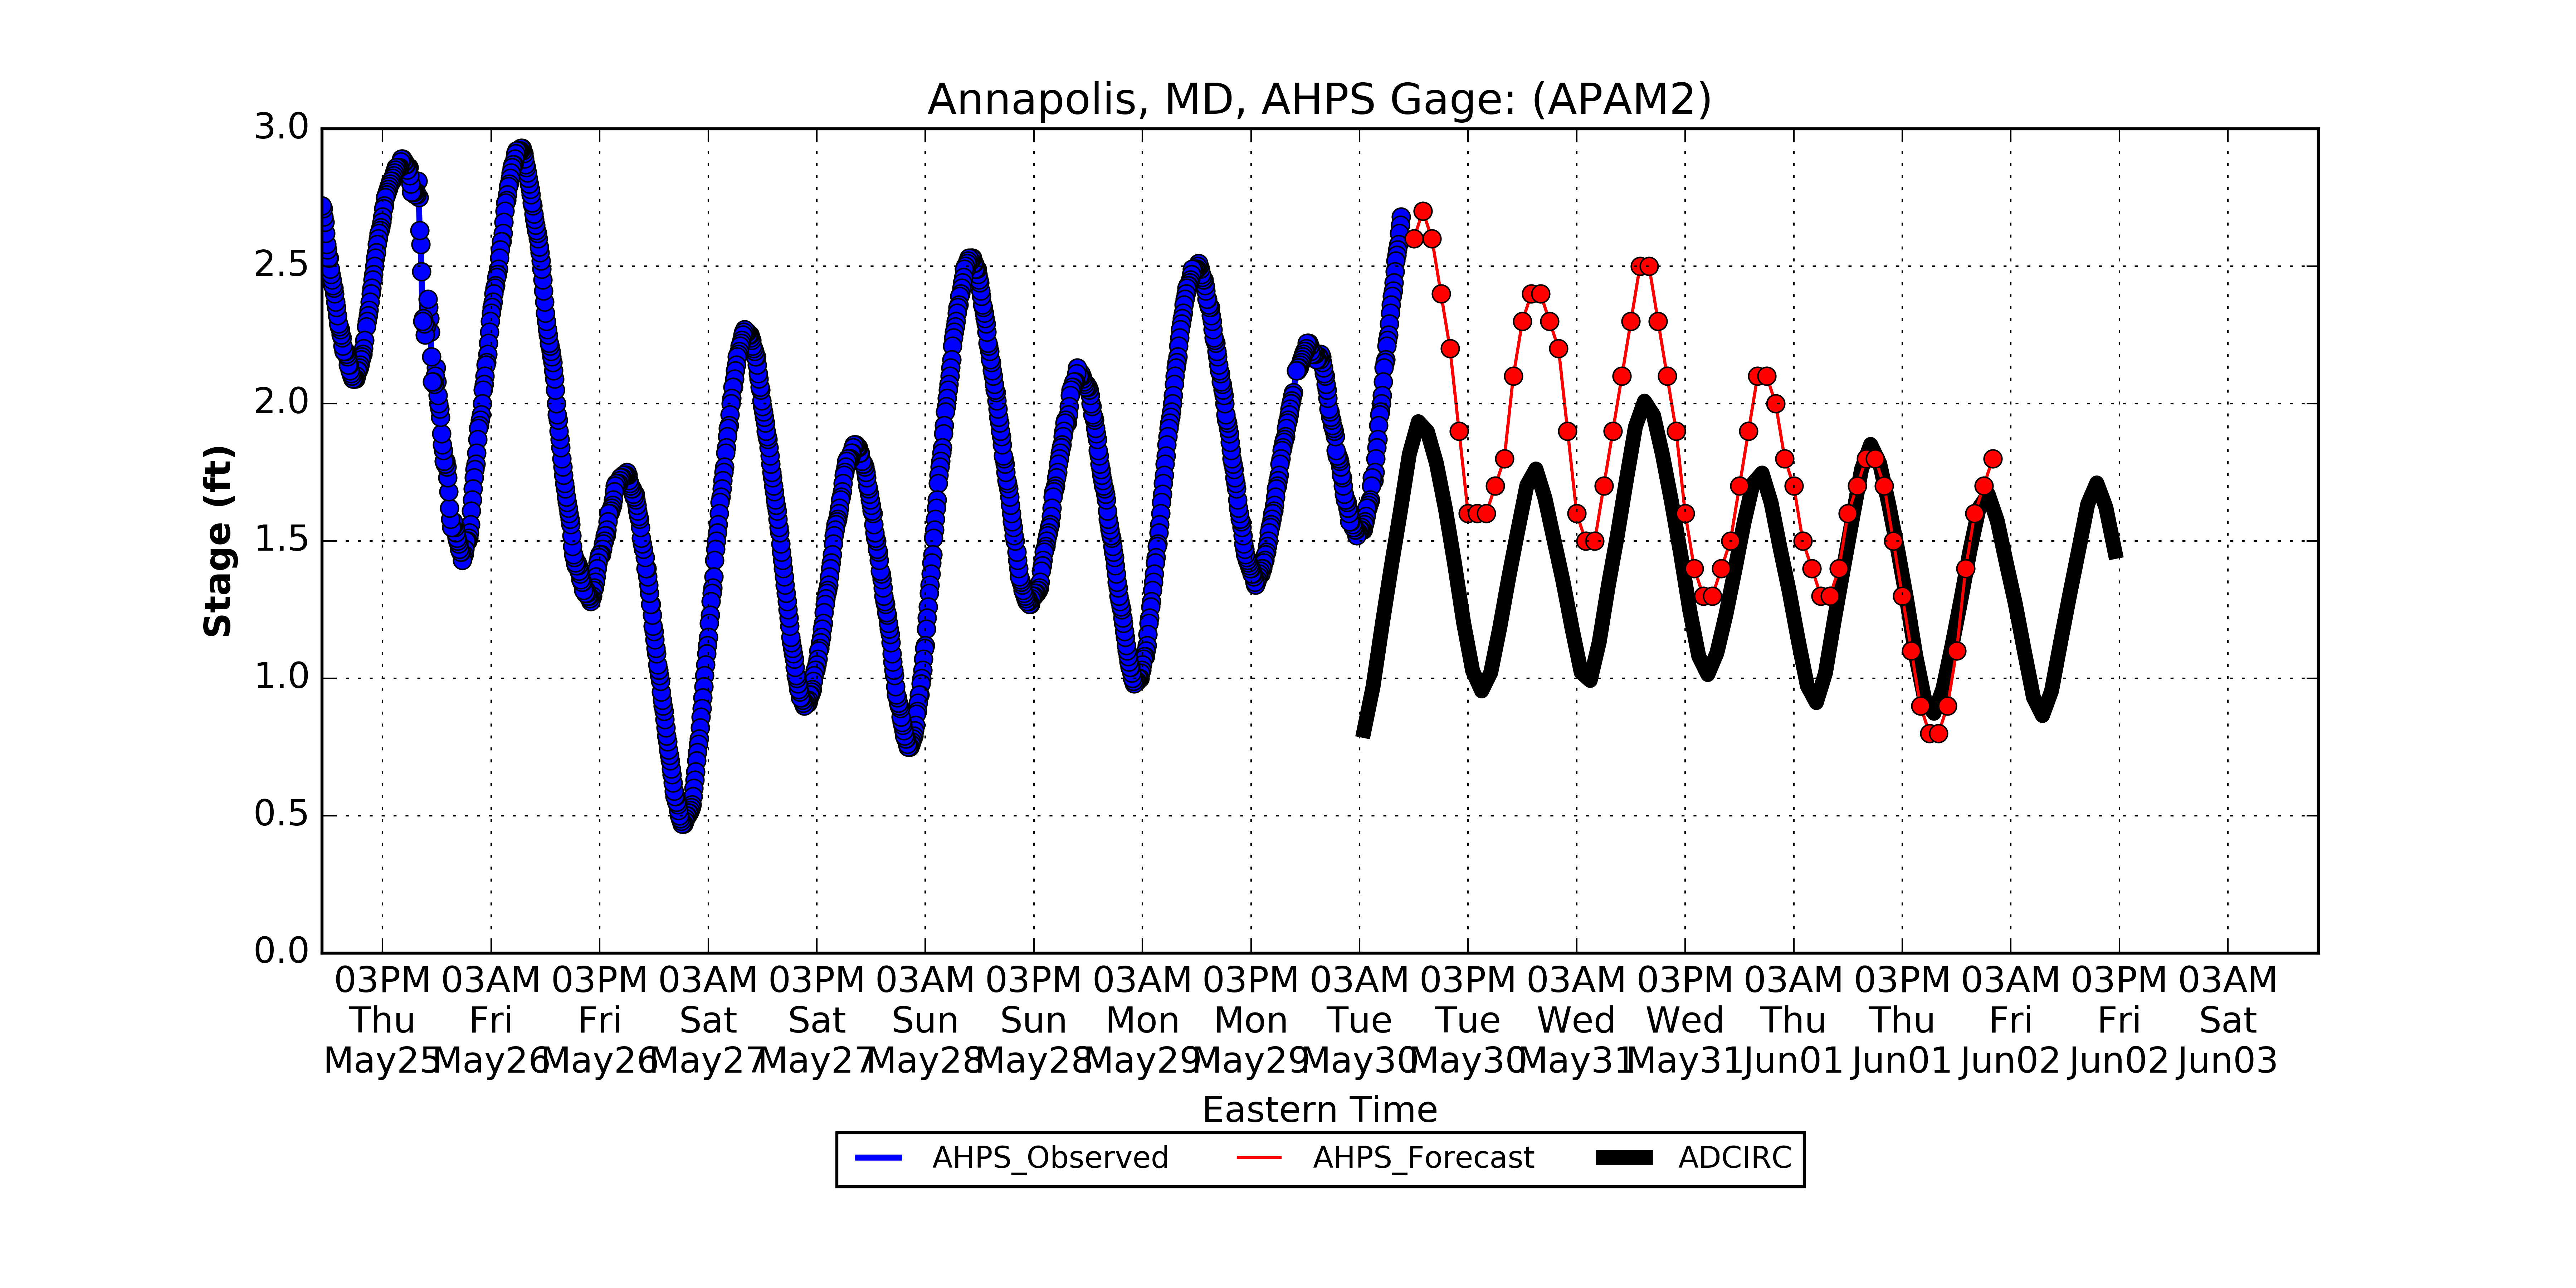 Annapolis, MD, AHPS Gage: (APAM2)
3.0
2.5
2.0
1.5
1.0
0.5
0.0
Stage (ft)
03PM 03AM 03PM 03AM 03PM 03AM 03PM 03AM 03PM 03AM 03PM 03AM 03PM 03AM 03PM 03AM 03PM 03AM
Thu Fri Fri Sat Sat Sun Sun Mon Mon Tue Tue Wed Wed Thu Thu Fri Fri Sat
May25 May26 May26 May27 May27 May28 May28 May29 May29 May30 May30 May31 May31 Jun01 Jun01 Jun02 Jun02 Jun03
Eastern Time
AHPS_Observed AHPS_Forecast ADCIRC